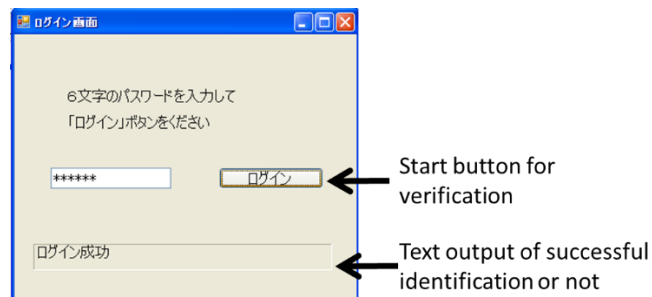 ログイン画面
6文字のパスワードを入力して
「ログイン」ボタンをください
******
ログイン
Start button for
verification
ログイン成功
Text output of successful
identification or not